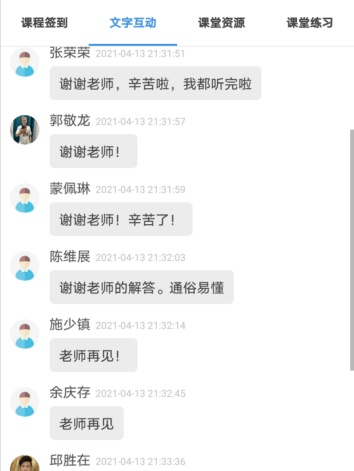 课程签到 文字互动 课堂资源 课堂练习
张荣荣 2021-04-13 21:31:51
谢谢老师，辛苦啦，我都听完啦
郭敬龙 2021-04-13 21:31:57
谢谢老师！
蒙佩琳 2021-04-13 21:31:59
谢谢老师！辛苦了！
陈维展 2021-04-13 21:32:03
谢谢老师的解答。通俗易懂
施少镇 2021-04-13 21:32:14
老师再见！
余庆存 2021-04-13 21:32:45
老师再见
邱胜在 2021-04-13 21:33:36